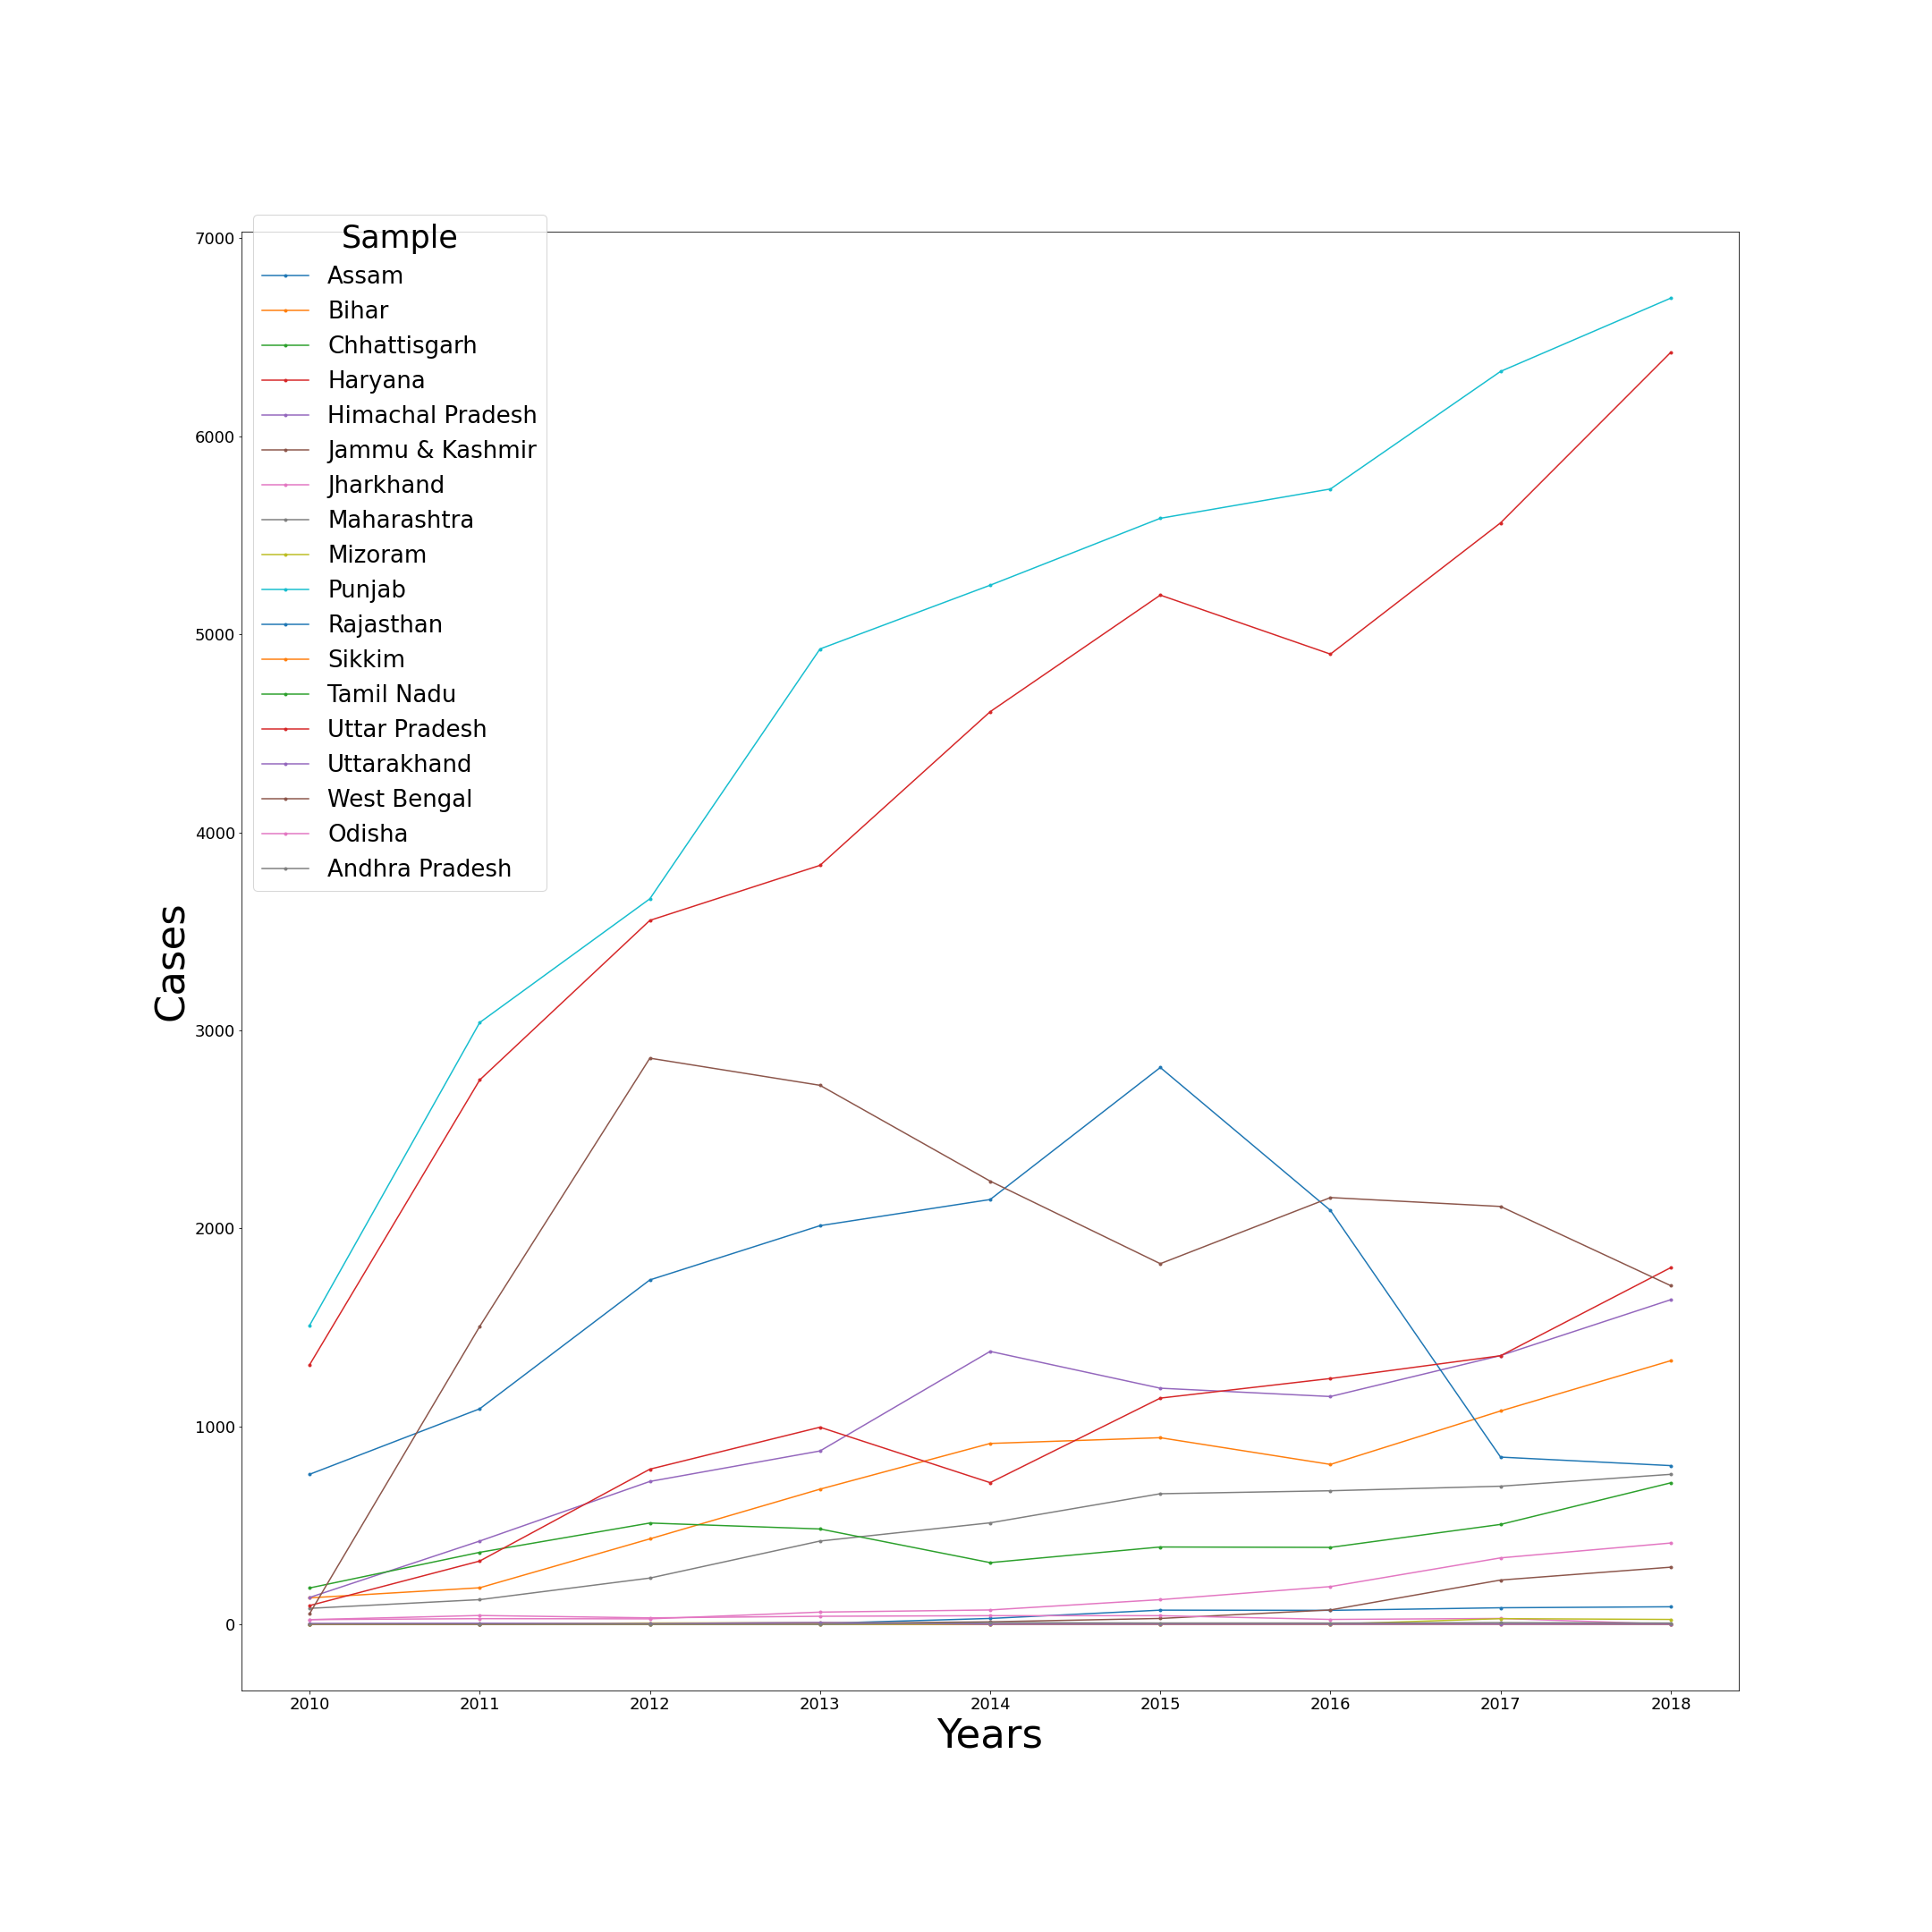 Sample
Assam
Bihar
Chhattisgarh
Haryana
Himachal Pradesh
Jammu & Kashmir
Jharkhand
Maharashtra
Mizoram
Punjab
Rajasthan
Sikkim
Tamil Nadu
Uttar Pradesh
Uttarakhand
West Bengal
Odisha
Andhra Pradesh
7000
6000
5000
4000
3000
2000
1000
0
Cases
2010 2011 2012 2013 2014 2015 2016 2017 2018
Years